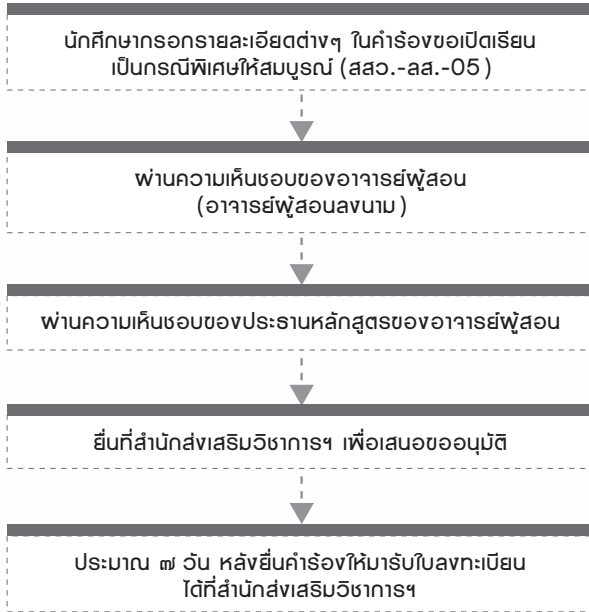 นักศึกษากรอกรายละเอียดต่างๆ ในคำร้องขอเปิดเรียน
เป็นกรณีพิเศษให้สมบูรณ์ (สสว.-ลส.-05)
ผ่านความเห็นชอบของอาจารย์ผู้สอน
(อาจารย์ผู้สอนลงนาม)
ผ่านความเห็นชอบของประธานหลักสูตรของอาจารย์ผู้สอน
ยื่นที่สำนักส่งเสริมวิชาการฯ เพื่อเสนอขออนุมัติ
ประมาณ ๗ วัน หลังยื่นคำร้องให้มารับใบลงทะเบียน
ได้ที่สำนักส่งเสริมวิชาการฯ